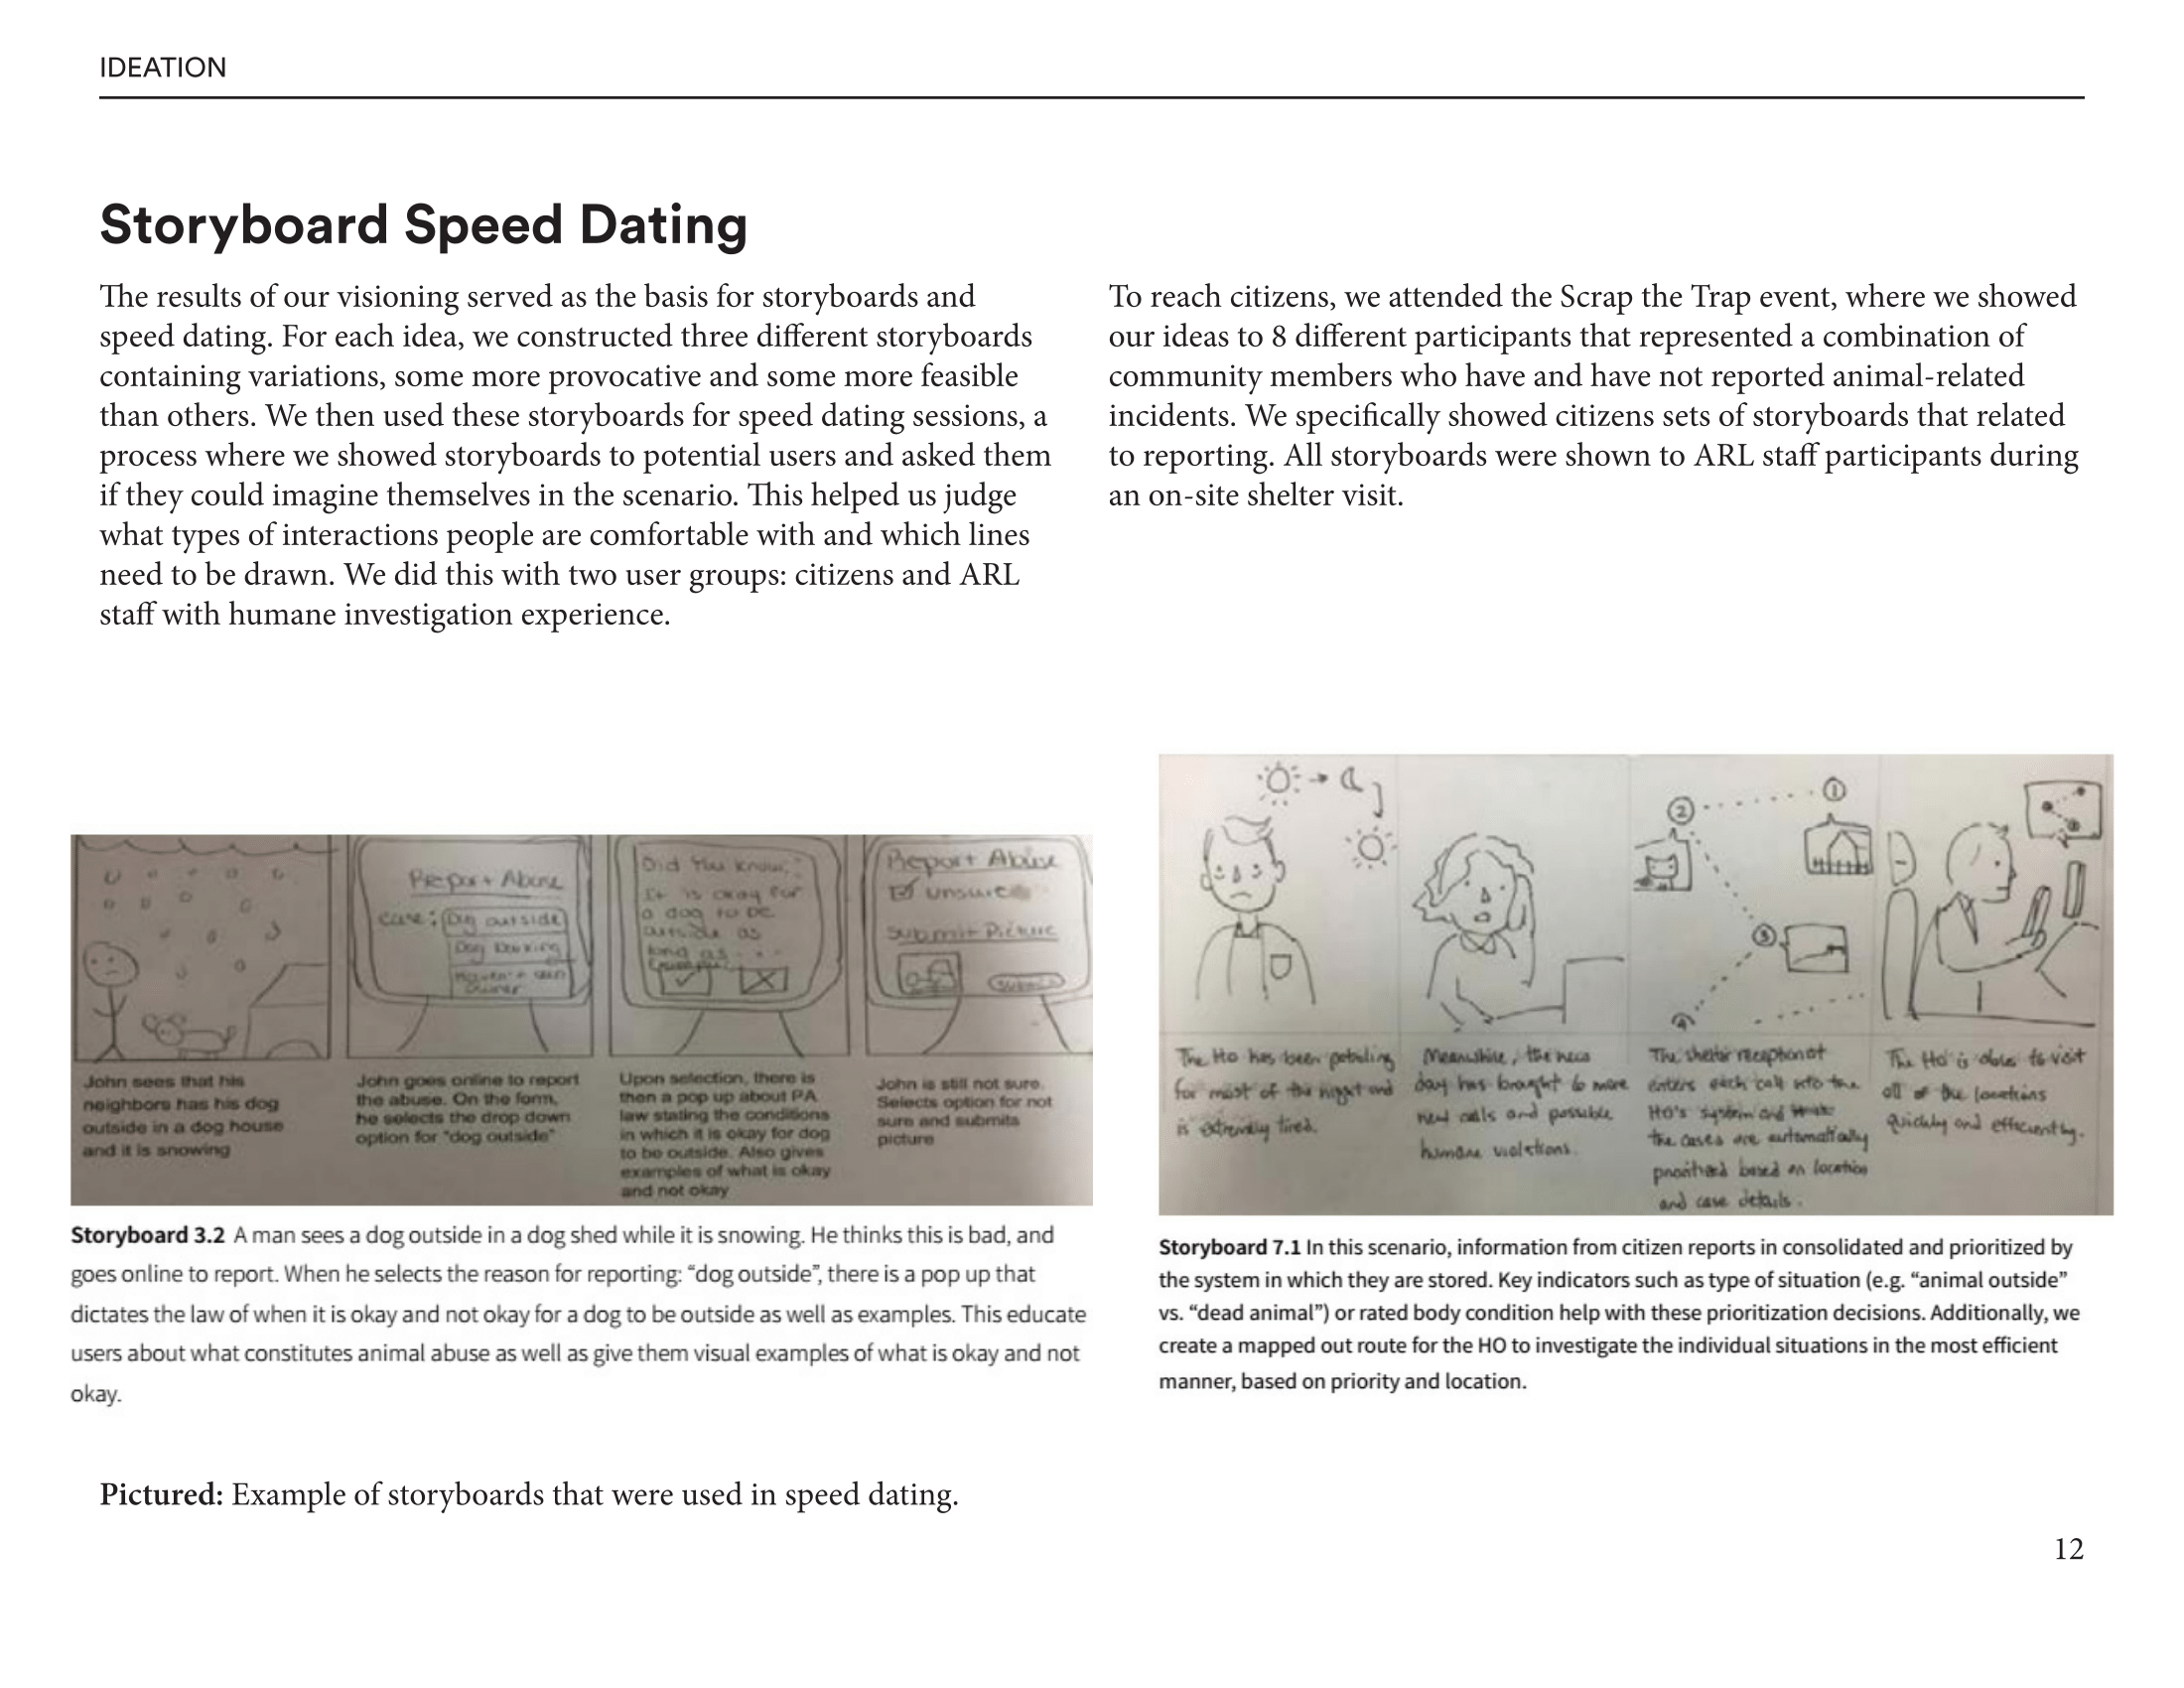 IDEATION
Storyboard Speed Dating
The results of our visioning served as the basis for storyboards and
speed dating. For each idea, we constructed three different storyboards
containing variations, some more provocative and some more feasible
than others. We then used these storyboards for speed dating sessions, a
process where we showed storyboards to potential users and asked them
if they could imagine themselves in the scenario. This helped us judge
what types of interactions people are comfortable with and which lines
need to be drawn. We did this with two user groups: citizens and ARL
staff with humane investigation experience.
To reach citizens, we attended the Scrap the Trap event, where we showed
our ideas to 8 different participants that represented a combination of
community members who have and have not reported animal-related
incidents. We specifically showed citizens sets of storyboards that related
to reporting. All storyboards were shown to ARL staff participants during
an on-site shelter visit.
Report Abuse
case: Dog outside
Dog barking
Haven't seen
owner
Did You Know:
It is okay for
a dog to be
outside as
long as...
Report Abuse
unsure
Submit Picture
submit
John sees that his
neighbors has his dog
outside in a dog house
and it is snowing
John goes online to report
the abuse. On the form,
he selects the drop down
option for "dog outside"
Upon selection, there is
then a pop up about PA
law stating the conditions
in which it is okay for dog
to be outside. Also gives
examples of what is okay
and not okay
John is still not sure.
Selects option for not
sure and submits
picture
Storyboard 3.2 A man sees a dog outside in a dog shed while it is snowing. He thinks this is bad, and
goes online to report. When he selects the reason for reporting: “dog outside”, there is a pop up that
dictates the law of when it is okay and not okay for a dog to be outside as well as examples. This educate
users about what constitutes animal abuse as well as give them visual examples of what is okay and not
okay.
1
2
3
4
The HO has been patroling
for most of the night and
is extremely tired.
Meanwhile, the new
day has brought 6 more
new calls and possible
humane violations.
The shelter receptionist
enters each call into the
HO's system and
the cases are automatically
prioritized based on location
and case details.
The HO is able to visit
all of the locations
quickly and efficiently.
Storyboard 7.1 In this scenario, information from citizen reports in consolidated and prioritized by
the system in which they are stored. Key indicators such as type of situation (e.g. “animal outside”
vs. “dead animal”) or rated body condition help with these prioritization decisions. Additionally, we
create a mapped out route for the HO to investigate the individual situations in the most efficient
manner, based on priority and location.
Pictured: Example of storyboards that were used in speed dating.
12